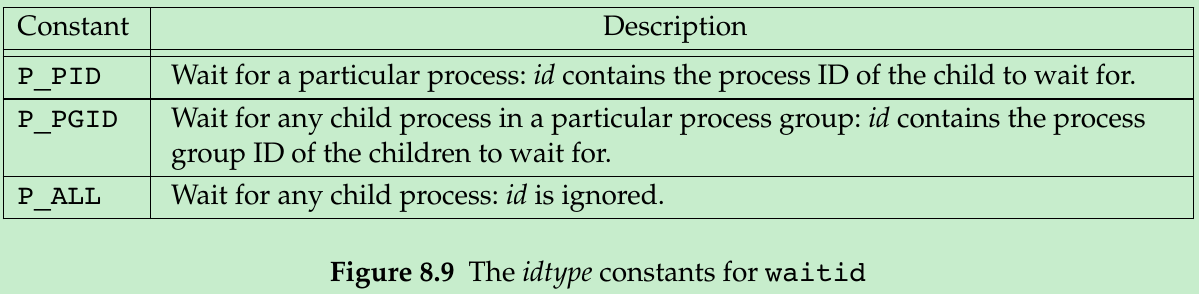 Constant Description
P_PID Wait for a particular process: id contains the process ID of the child to wait for.
P_PGID Wait for any child process in a particular process group: id contains the process
group ID of the children to wait for.
P_ALL Wait for any child process: id is ignored.
Figure 8.9 The idtype constants for waitid